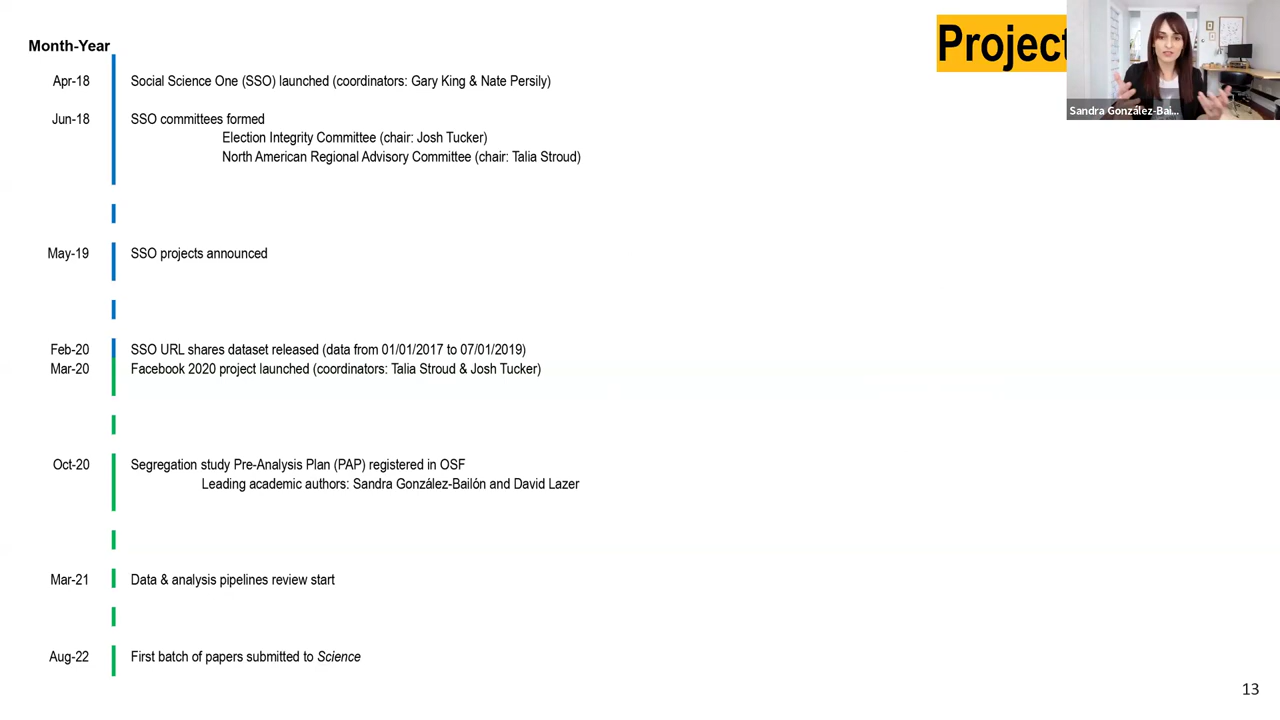 Project
Sandra González-Bai...
Month-Year
Apr-18 Social Science One (SSO) launched (coordinators: Gary King & Nate Persily)
Jun-18 SSO committees formed
Election Integrity Committee (chair: Josh Tucker)
North American Regional Advisory Committee (chair: Talia Stroud)
May-19 SSO projects announced
Feb-20 SSO URL shares dataset released (data from 01/01/2017 to 07/01/2019)
Mar-20 Facebook 2020 project launched (coordinators: Talia Stroud & Josh Tucker)
Oct-20 Segregation study Pre-Analysis Plan (PAP) registered in OSF
Leading academic authors: Sandra González-Bailón and David Lazer
Mar-21 Data & analysis pipelines review start
Aug-22 First batch of papers submitted to Science
13